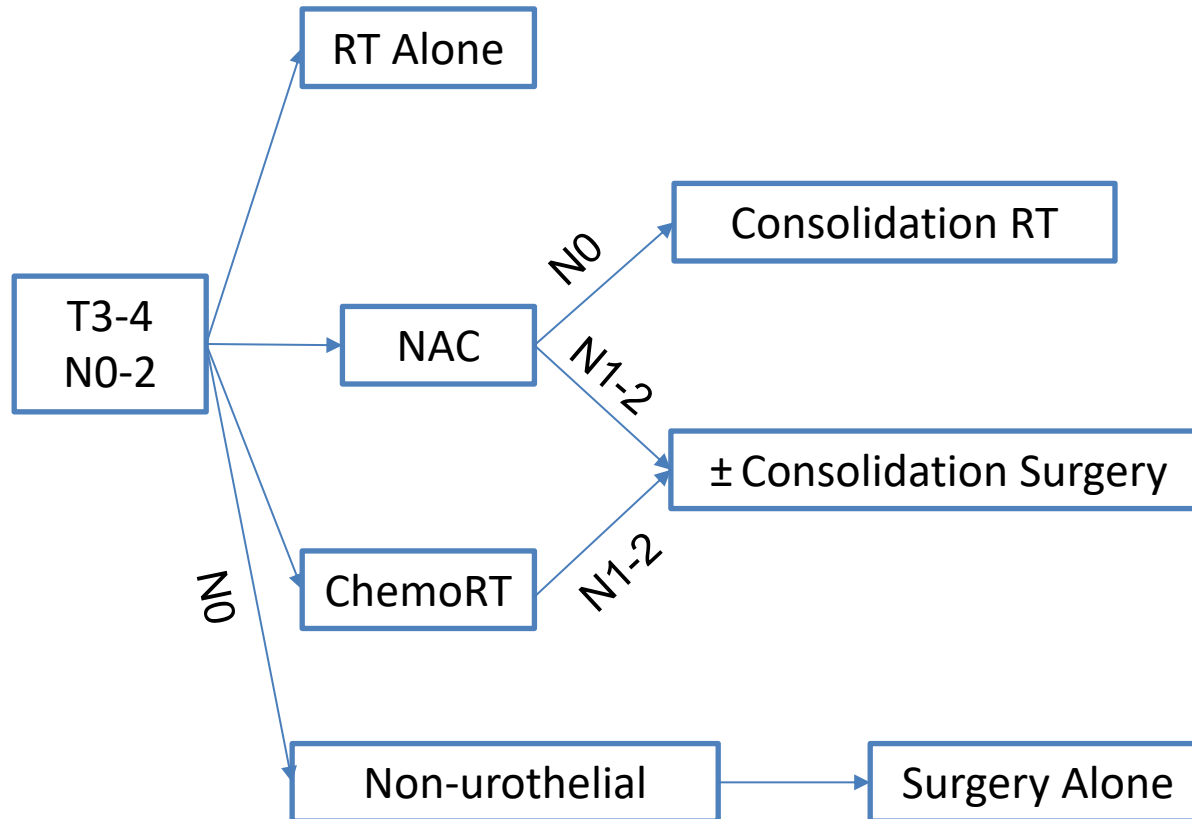 RT Alone
Consolidation RT
N0
T3-4
N0-2
NAC
N1-2
± Consolidation Surgery
ChemoRT
N1-2
N0
Non-urothelial
Surgery Alone